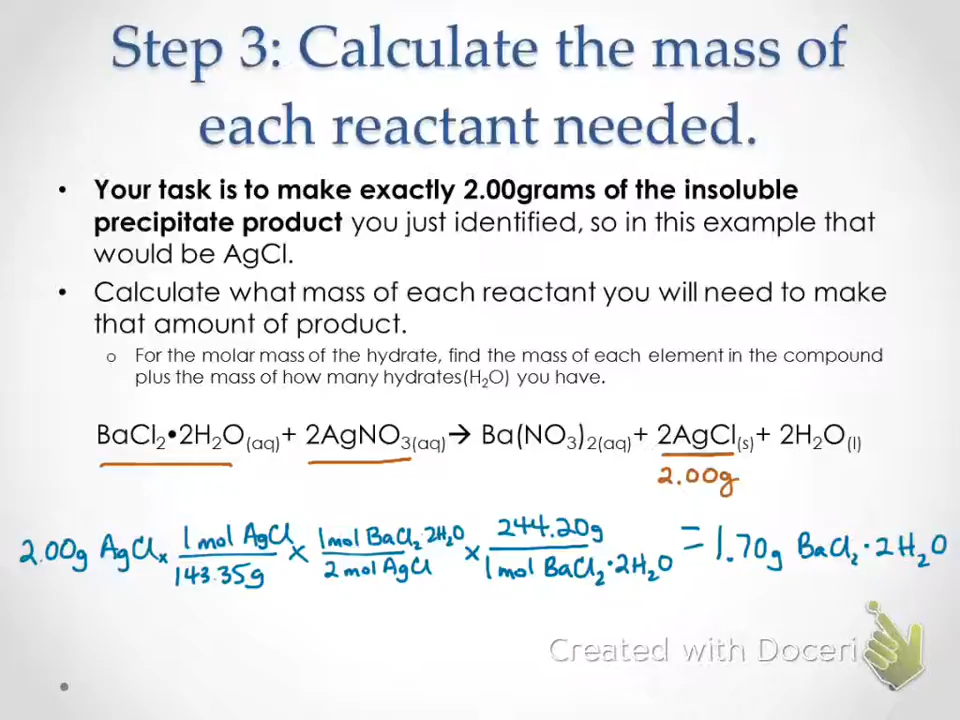 Step 3: Calculate the mass of
each reactant needed.
• Your task is to make exactly 2.00grams of the insoluble
precipitate product you just identified, so in this example that
would be AgCl.
• Calculate what mass of each reactant you will need to make
that amount of product.
o For the molar mass of the hydrate, find the mass of each element in the compound
plus the mass of how many hydrates(H₂O) you have.
BaCl₂•2H₂O(aq)+ 2AgNO₃(aq)→ Ba(NO₃)₂(aq)+ 2AgCl(s)+ 2H₂O(l)
2.00g
2.00g AgCl x 1 mol AgCl / 143.35g x 1 mol BaCl₂·2H₂O / 2 mol AgCl x 244.20g / 1 mol BaCl₂·2H₂O = 1.70g BaCl₂·2H₂O
Created with Doceri